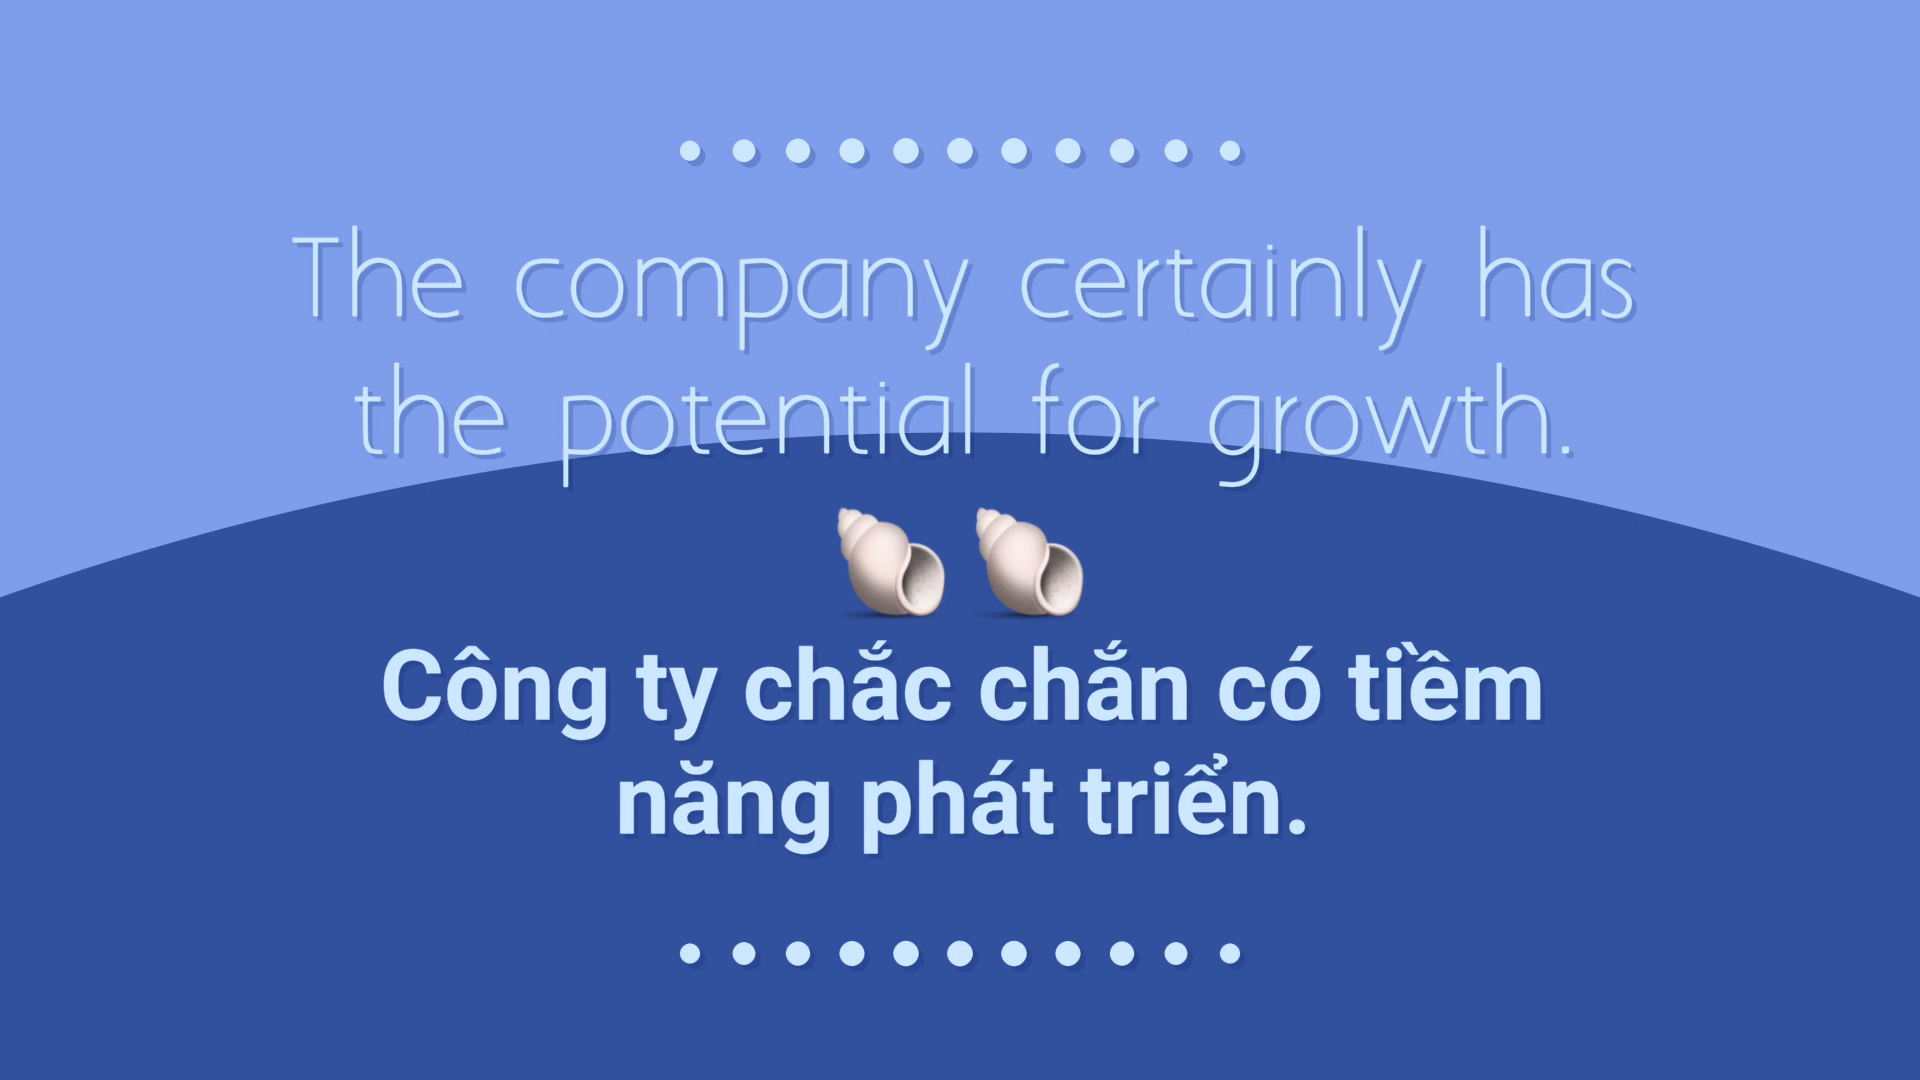 The company certainly has
the potential for growth.
Công ty chắc chắn có tiềm
năng phát triển.